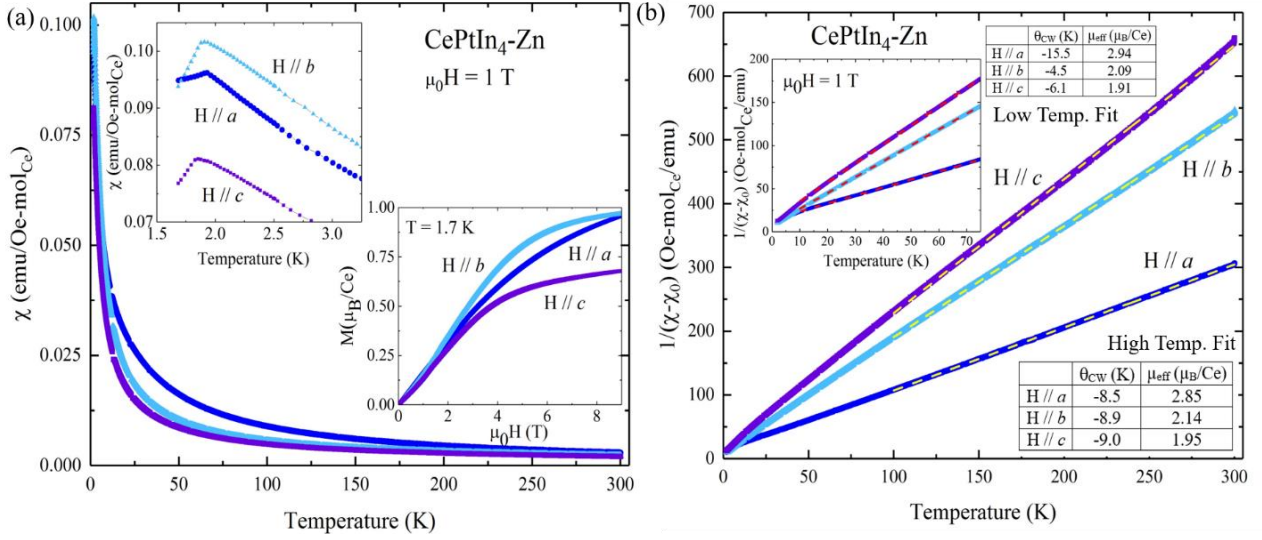 (a)
CePtIn₄-Zn
μ₀H = 1 T
0.100
0.075
0.050
0.025
0.000
χ (emu/Oe-molCe)
0 50 100 150 200 250 300
Temperature (K)
0.10
0.09
0.08
0.07
χ (emu/Oe-molCe)
H // b
H // a
H // c
1.5 2.0 2.5 3.0
Temperature (K)
1.00
0.75
0.50
0.25
0.00
M(μB/Ce)
T = 1.7 K
H // b
H // a
H // c
0 2 4 6 8
μ₀H (T)
(b)
CePtIn₄-Zn
700
600
500
400
300
200
100
0
1/(χ-χ₀) (Oe-molCe/emu)
0 50 100 150 200 250 300
Temperature (K)
μ₀H = 1 T
200
150
100
50
0
1/(χ-χ₀) (Oe-molCe/emu)
0 10 20 30 40 50 60 70
Temperature (K)
θCW (K) μeff (μB/Ce)
H // a -15.5 2.94
H // b -4.5 2.09
H // c -6.1 1.91
Low Temp. Fit
H // c
H // b
H // a
High Temp. Fit
θCW (K) μeff (μB/Ce)
H // a -8.5 2.85
H // b -8.9 2.14
H // c -9.0 1.95